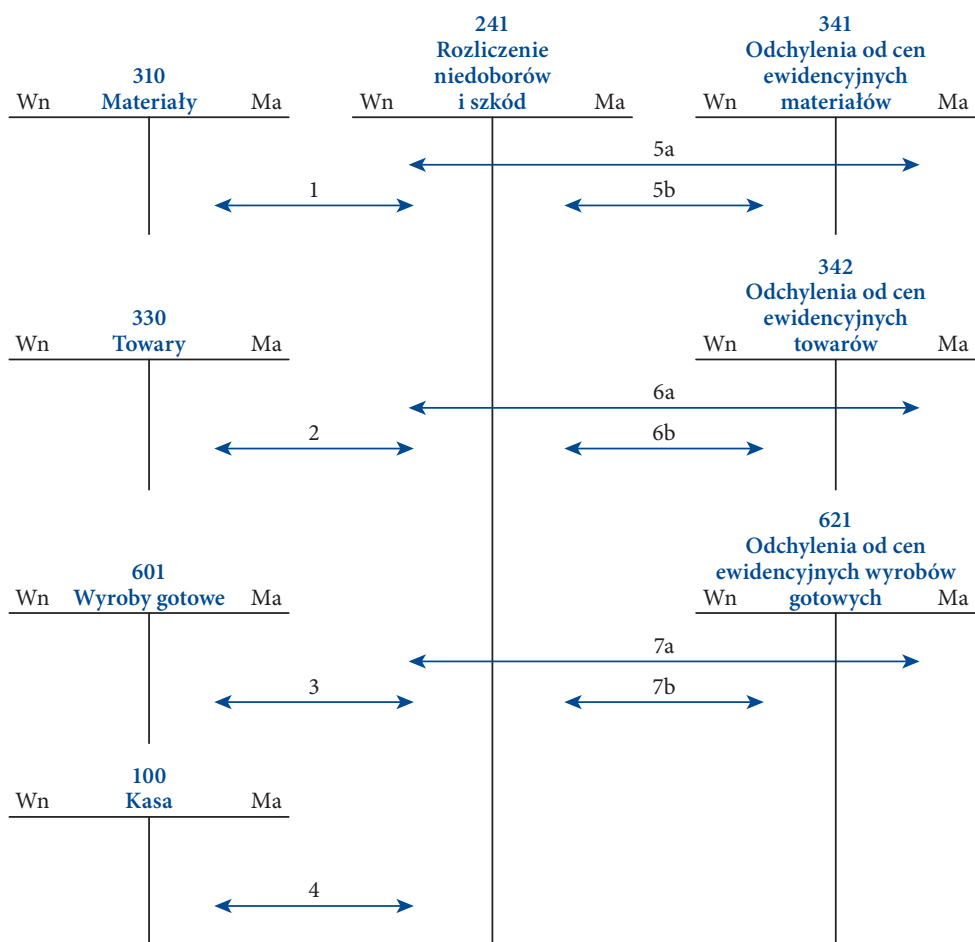 241
Rozliczenie
niedoborów
i szkód
341
Odchylenia od cen
ewidencyjnych
materiałów
310
Materiały
Wn Ma
Wn Ma
Wn Ma
5a
1
5b
342
Odchylenia od cen
ewidencyjnych
towarów
330
Towary
Wn Ma
Wn Ma
6a
2
6b
621
Odchylenia od cen
ewidencyjnych wyrobów
gotowych
601
Wyroby gotowe
Wn Ma
Wn Ma
7a
3
7b
100
Kasa
Wn Ma
4